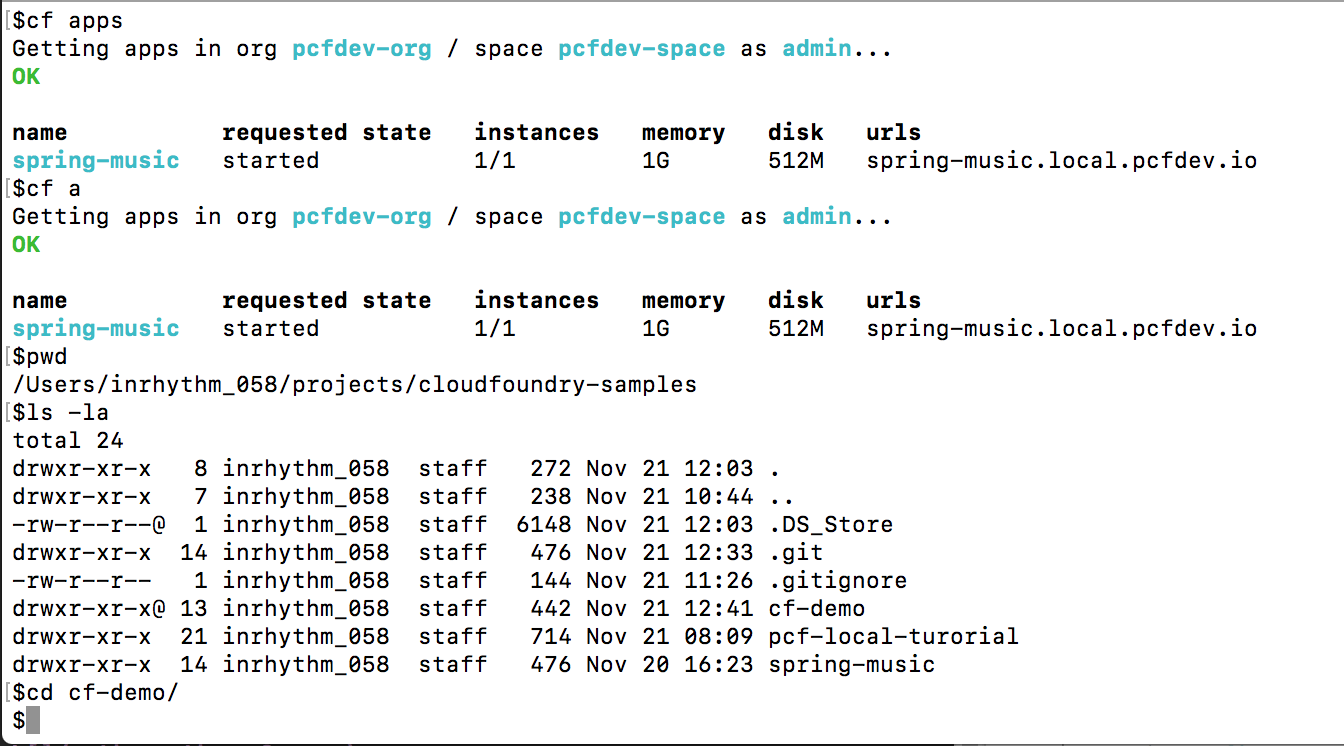 [$cf apps
Getting apps in org pcfdev-org / space pcfdev-space as admin...
OK

name           requested state   instances   memory   disk   urls
spring-music   started           1/1         1G       512M   spring-music.local.pcfdev.io
[$cf a
Getting apps in org pcfdev-org / space pcfdev-space as admin...
OK

name           requested state   instances   memory   disk   urls
spring-music   started           1/1         1G       512M   spring-music.local.pcfdev.io
[$pwd
/Users/inrhythm_058/projects/cloudfoundry-samples
[$ls -la
total 24
drwxr-xr-x   8 inrhythm_058  staff   272 Nov 21 12:03 .
drwxr-xr-x   7 inrhythm_058  staff   238 Nov 21 10:44 ..
-rw-r--r--@  1 inrhythm_058  staff  6148 Nov 21 12:03 .DS_Store
drwxr-xr-x  14 inrhythm_058  staff   476 Nov 21 12:33 .git
-rw-r--r--   1 inrhythm_058  staff   144 Nov 21 11:26 .gitignore
drwxr-xr-x@ 13 inrhythm_058  staff   442 Nov 21 12:41 cf-demo
drwxr-xr-x  21 inrhythm_058  staff   714 Nov 21 08:09 pcf-local-turorial
drwxr-xr-x  14 inrhythm_058  staff   476 Nov 20 16:23 spring-music
[$cd cf-demo/
$